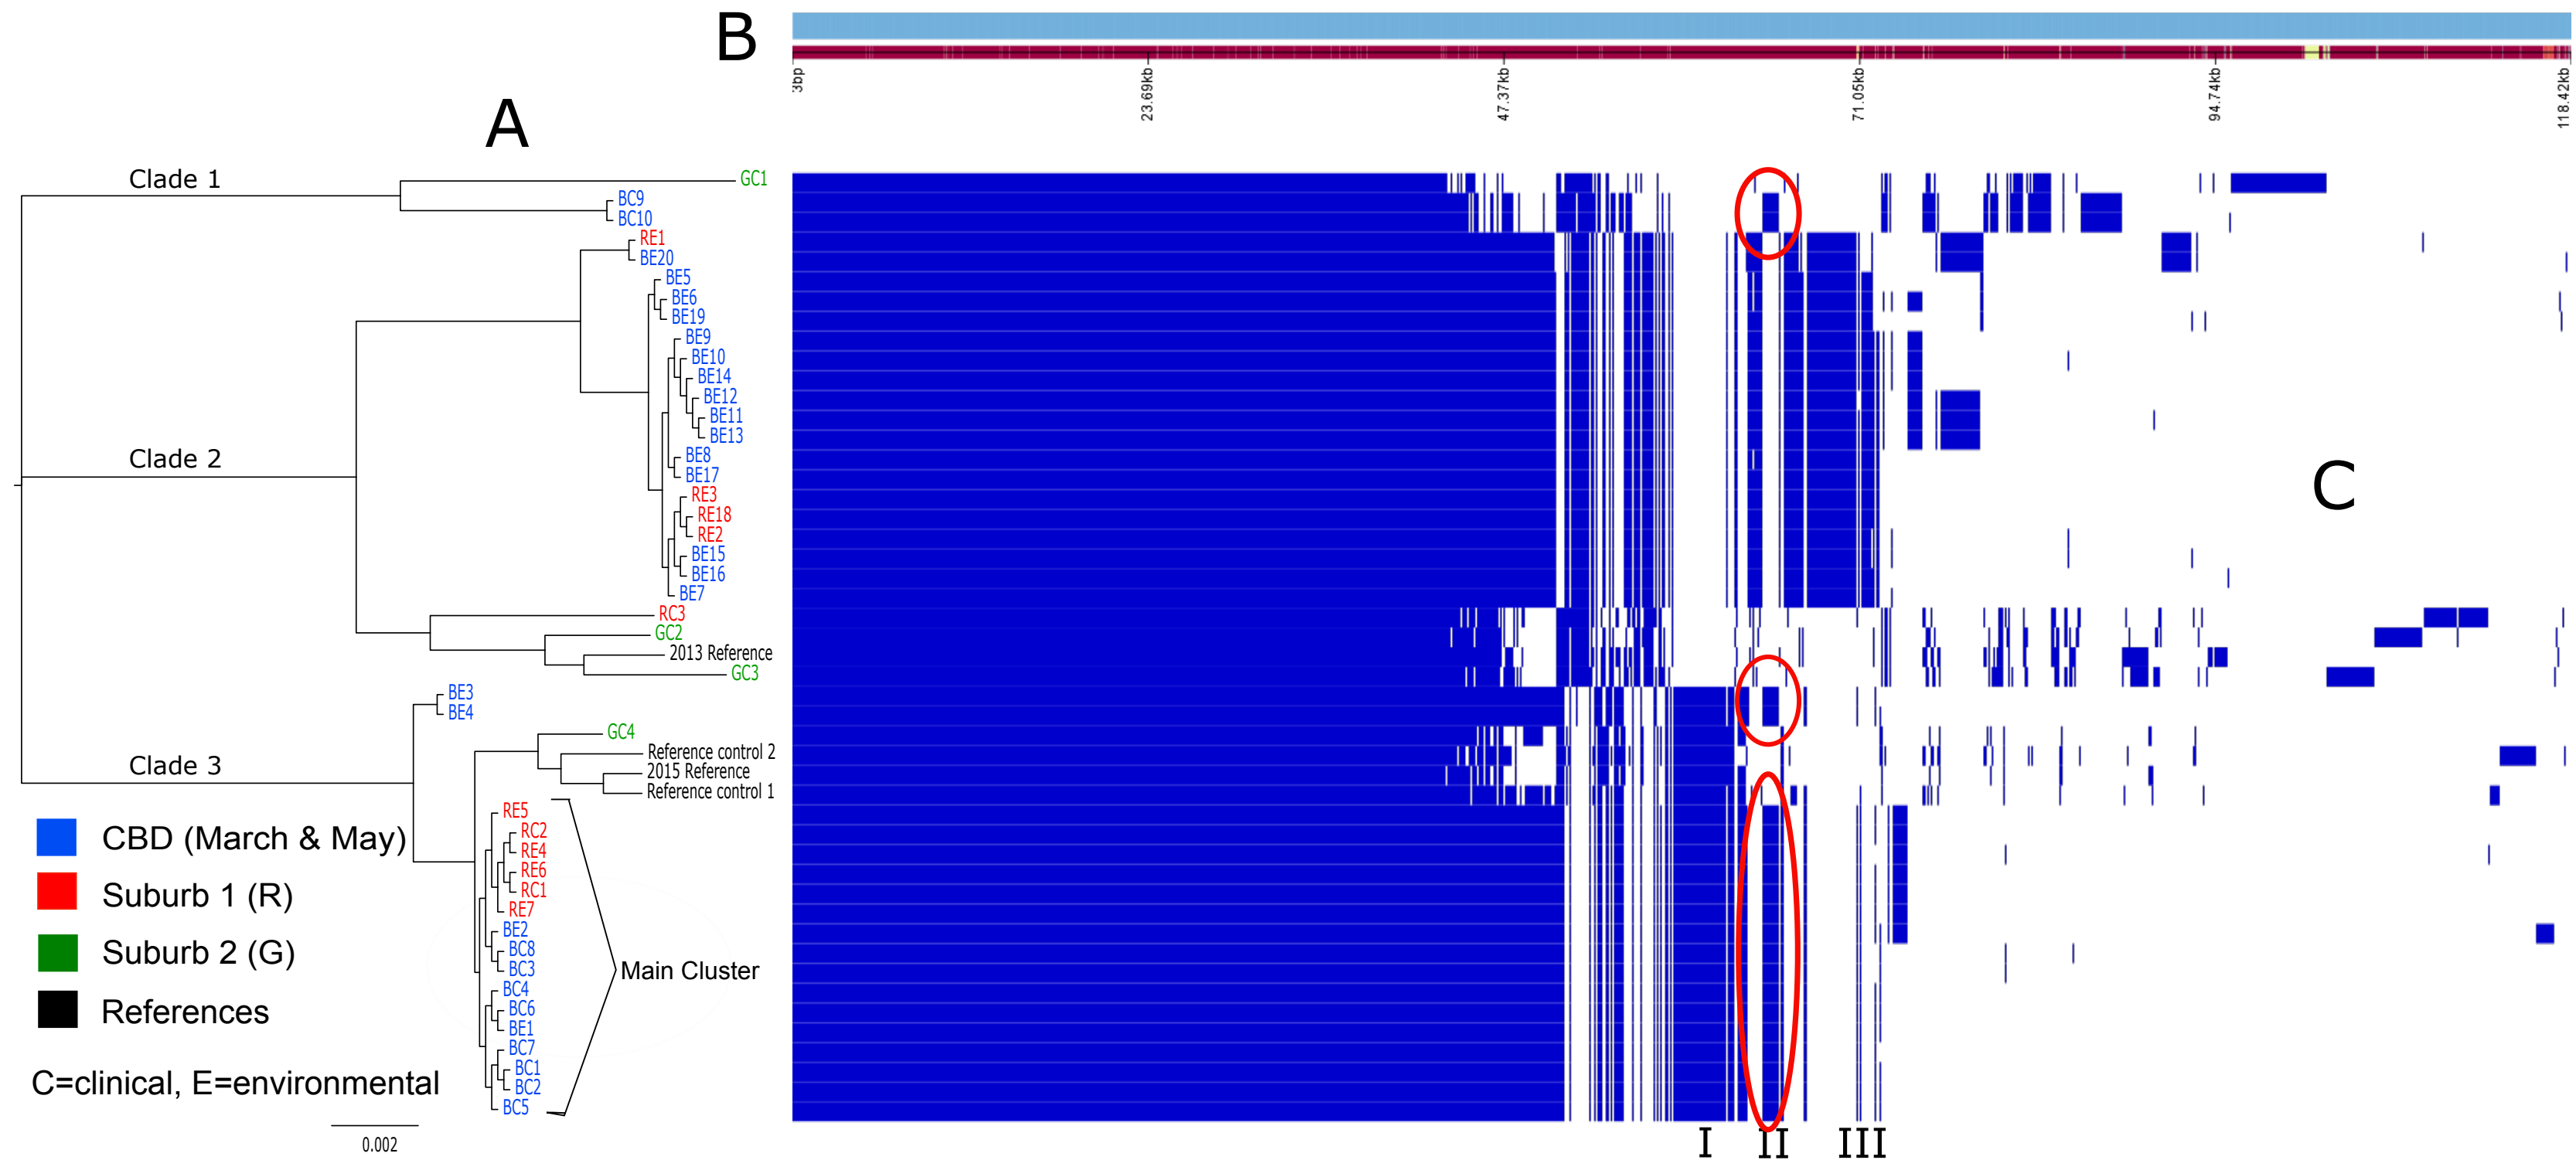 B
3bp
23.69kb
47.37kb
71.05kb
94.74kb
118.42kb
A
Clade 1
GC1
BC9
BC10
RE1
BE20
BE5
BE6
BE19
BE9
BE10
BE14
BE12
BE11
BE13
Clade 2
BE8
BE17
C
RE3
RE18
RE2
BE15
BE16
BE7
RC3
GC2
2013 Reference
GC3
BE3
BE4
GC4
Reference control 2
Clade 3
2015 Reference
Reference control 1
RE5
CBD (March & May)
RC2
RE4
RE6
Suburb 1 (R)
RC1
RE7
BE2
Suburb 2 (G)
BC8
BC3
Main Cluster
BC4
References
BC6
BE1
BC7
BC1
C=clinical, E=environmental
BC2
BC5
0.002
I II III